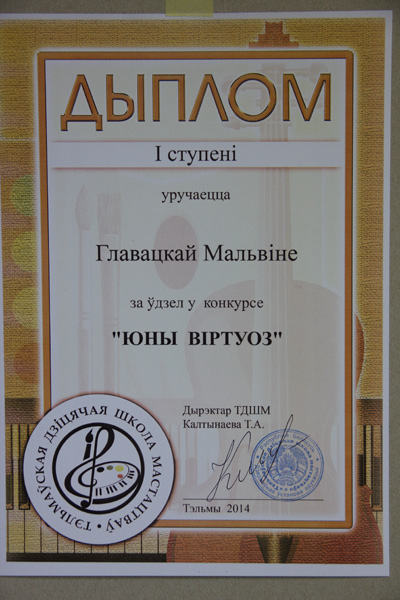 ДЫПЛОМ
І ступені
уручаецца
Главацкай Мальвіне
за ўдзел у конкурсе
"ЮНЫ ВІРТУОЗ"
Дырэктар ТДШМ
Калтынаева Т.А.
Тэльмы 2014
ТЭЛЬМАЎСКАЯ ДЗІЦЯЧАЯ ШКОЛА МАСТАЦТВАЎ